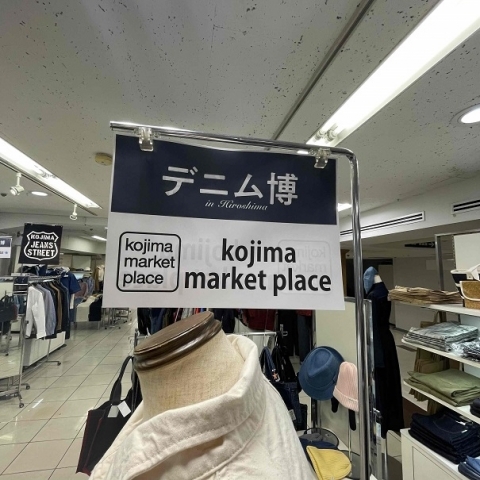 デニム博
in Hiroshima
kojima
market
place
kojima
market place
KOJIMA
JEANS
STREET